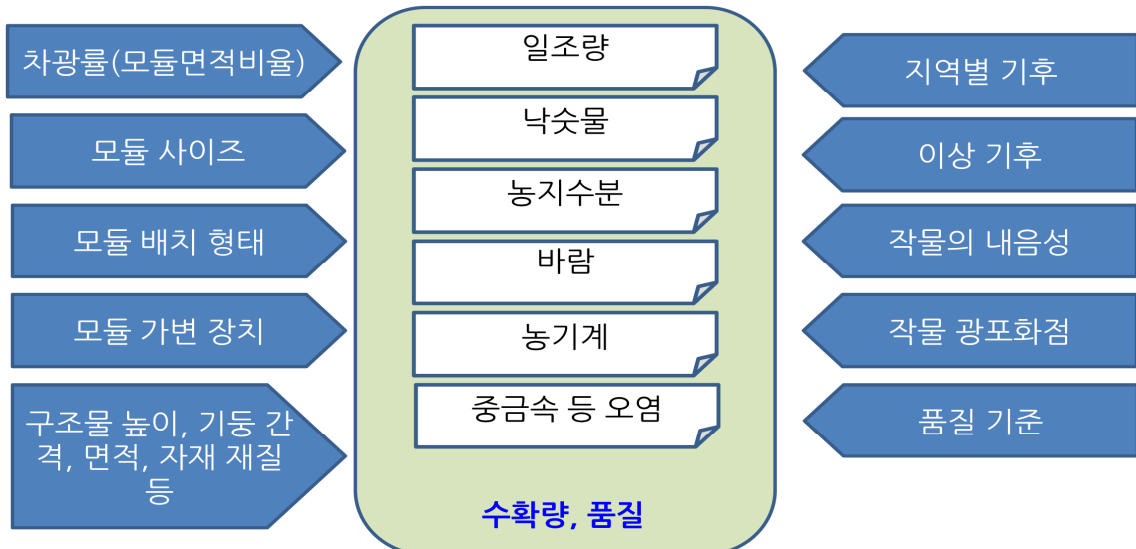 차광률(모듈면적비율)
모듈 사이즈
모듈 배치 형태
모듈 가변 장치
구조물 높이, 기둥 간
격, 면적, 자재 재질
등
일조량
낙숫물
농지수분
바람
농기계
중금속 등 오염
수확량, 품질
지역별 기후
이상 기후
작물의 내음성
작물 광포화점
품질 기준